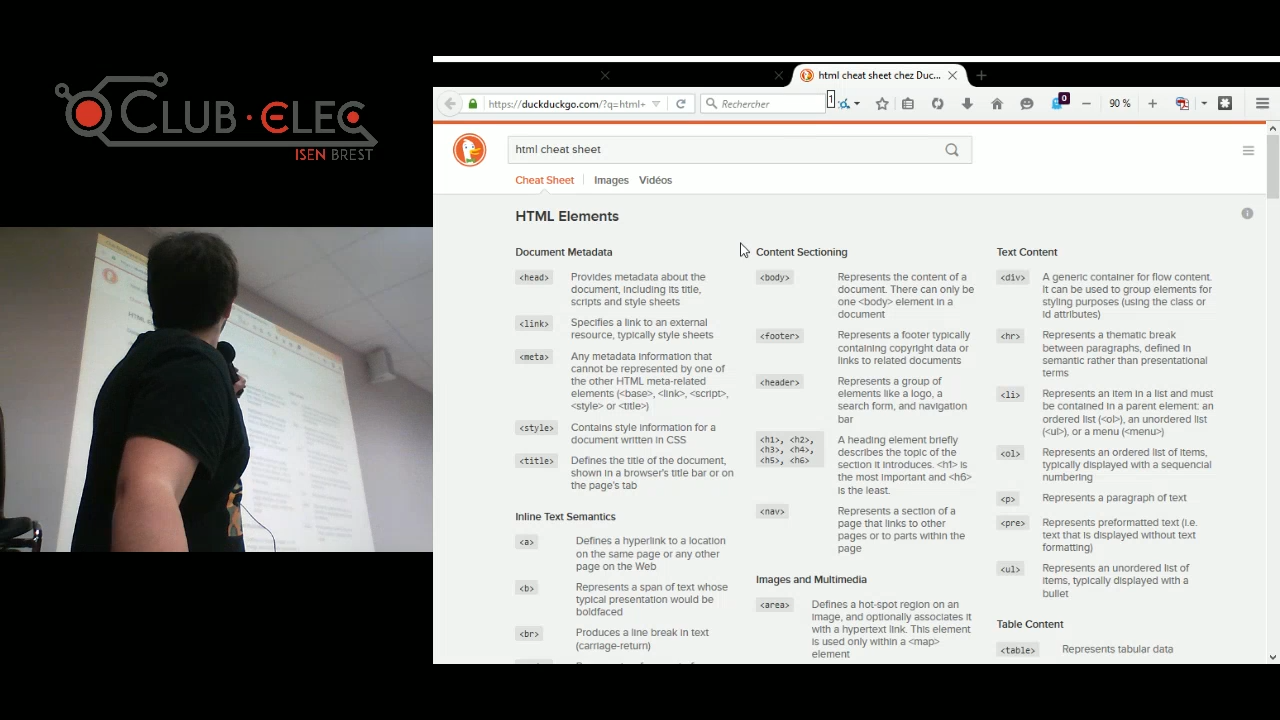 CLUB · ELEC
ISEN BREST
html cheat sheet chez Duc...
https://duckduckgo.com/?q=html+
Rechercher
1
0
90 %
html cheat sheet
Cheat Sheet
Images
Vidéos
HTML Elements
Document Metadata
<head>
Provides metadata about the
document, including its title,
scripts and style sheets
<link>
Specifies a link to an external
resource, typically style sheets
<meta>
Any metadata information that
cannot be represented by one of
the other HTML meta-related
elements (<base>, <link>, <script>,
<style> or <title>)
<style>
Contains style information for a
document written in CSS
<title>
Defines the title of the document,
shown in a browser's title bar or on
the page's tab
Inline Text Semantics
<a>
Defines a hyperlink to a location
on the same page or any other
page on the Web
<b>
Represents a span of text whose
typical presentation would be
boldfaced
<br>
Produces a line break in text
(carriage-return)
Content Sectioning
<body>
Represents the content of a
document. There can only be
one <body> element in a
document
<footer>
Represents a footer typically
containing copyright data or
links to related documents
<header>
Represents a group of
elements like a logo, a
search form, and navigation
bar
<h1>, <h2>,
<h3>, <h4>,
<h5>, <h6>
A heading element briefly
describes the topic of the
section it introduces. <h1> is
the most important and <h6>
is the least.
<nav>
Represents a section of a
page that links to other
pages or to parts within the
page
Images and Multimedia
<area>
Defines a hot-spot region on an
image, and optionally associates it
with a hypertext link. This element
is used only within a <map>
element
Text Content
<div>
A generic container for flow content.
It can be used to group elements for
styling purposes (using the class or
id attributes)
<hr>
Represents a thematic break
between paragraphs, defined in
semantic rather than presentational
terms
<li>
Represents an item in a list and must
be contained in a parent element: an
ordered list (<ol>), an unordered list
(<ul>), or a menu (<menu>)
<ol>
Represents an ordered list of items,
typically displayed with a sequential
numbering
<p>
Represents a paragraph of text
<pre>
Represents preformatted text (i.e.
text that is displayed without text
formatting)
<ul>
Represents an unordered list of
items, typically displayed with a
bullet
Table Content
<table>
Represents tabular data